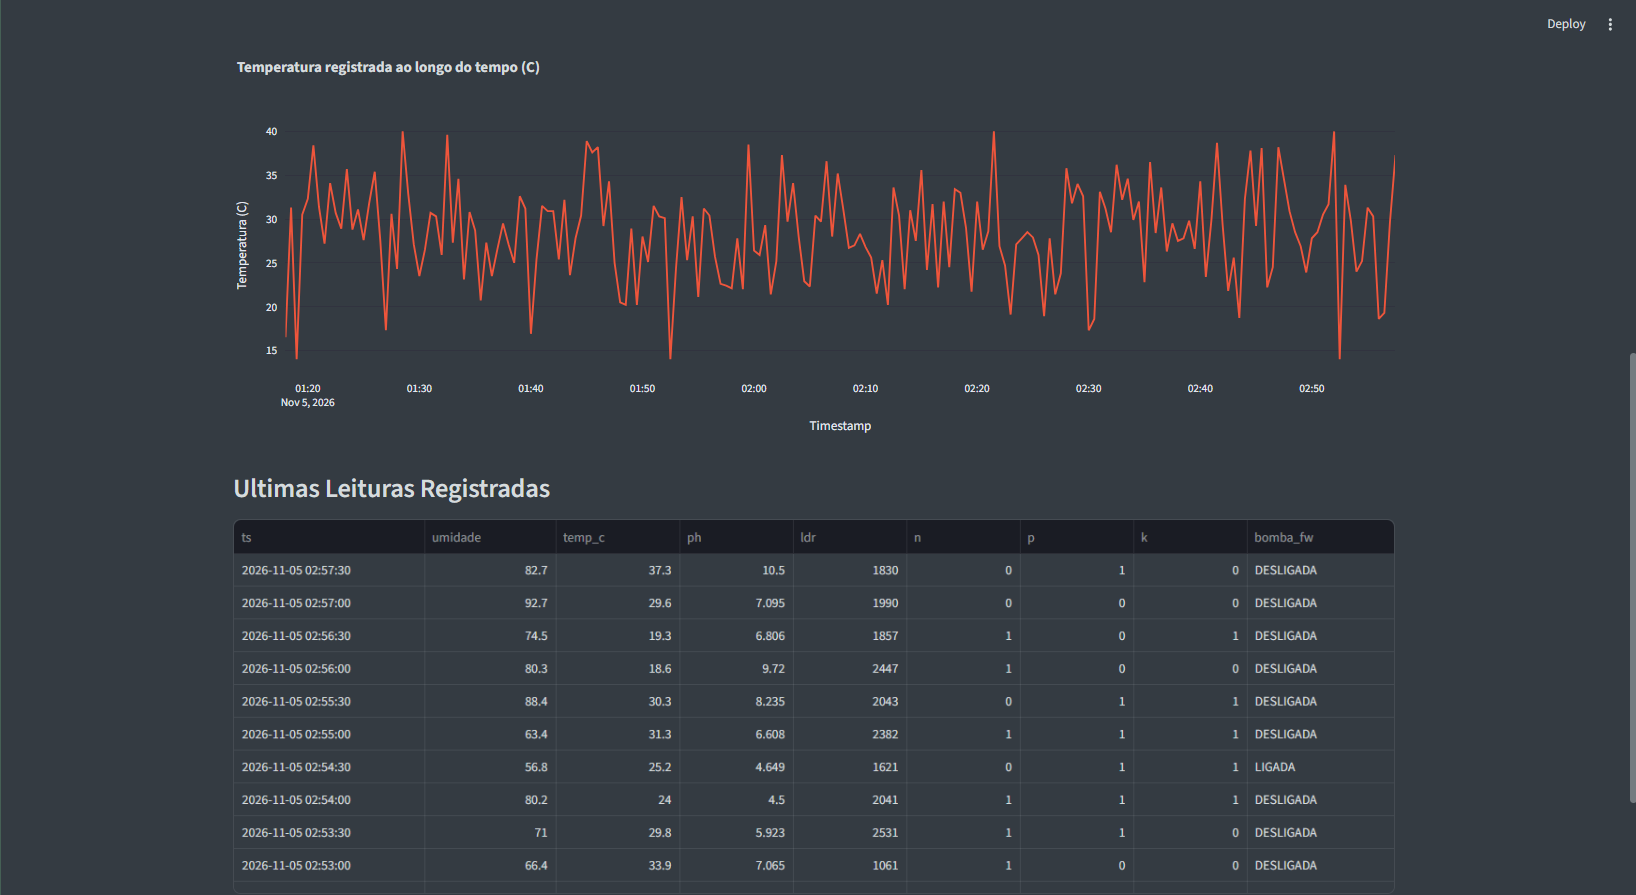 Deploy
Temperatura registrada ao longo do tempo (C)
Temperatura (C)
40
35
30
25
20
15
01:20 01:30 01:40 01:50 02:00 02:10 02:20 02:30 02:40 02:50
Nov 5, 2026
Timestamp
Ultimas Leituras Registradas
ts umidade temp_c ph ldr n p k bomba_fw
2026-11-05 02:57:30 82.7 37.3 10.5 1830 0 1 0 DESLIGADA
2026-11-05 02:57:00 92.7 29.6 7.095 1990 0 0 0 DESLIGADA
2026-11-05 02:56:30 74.5 19.3 6.806 1857 1 0 1 DESLIGADA
2026-11-05 02:56:00 80.3 18.6 9.72 2447 1 0 0 DESLIGADA
2026-11-05 02:55:30 88.4 30.3 8.235 2043 0 1 1 DESLIGADA
2026-11-05 02:55:00 63.4 31.3 6.608 2382 1 1 1 DESLIGADA
2026-11-05 02:54:30 56.8 25.2 4.649 1621 0 1 1 LIGADA
2026-11-05 02:54:00 80.2 24 4.5 2041 1 1 1 DESLIGADA
2026-11-05 02:53:30 71 29.8 5.923 2531 1 1 0 DESLIGADA
2026-11-05 02:53:00 66.4 33.9 7.065 1061 1 0 0 DESLIGADA